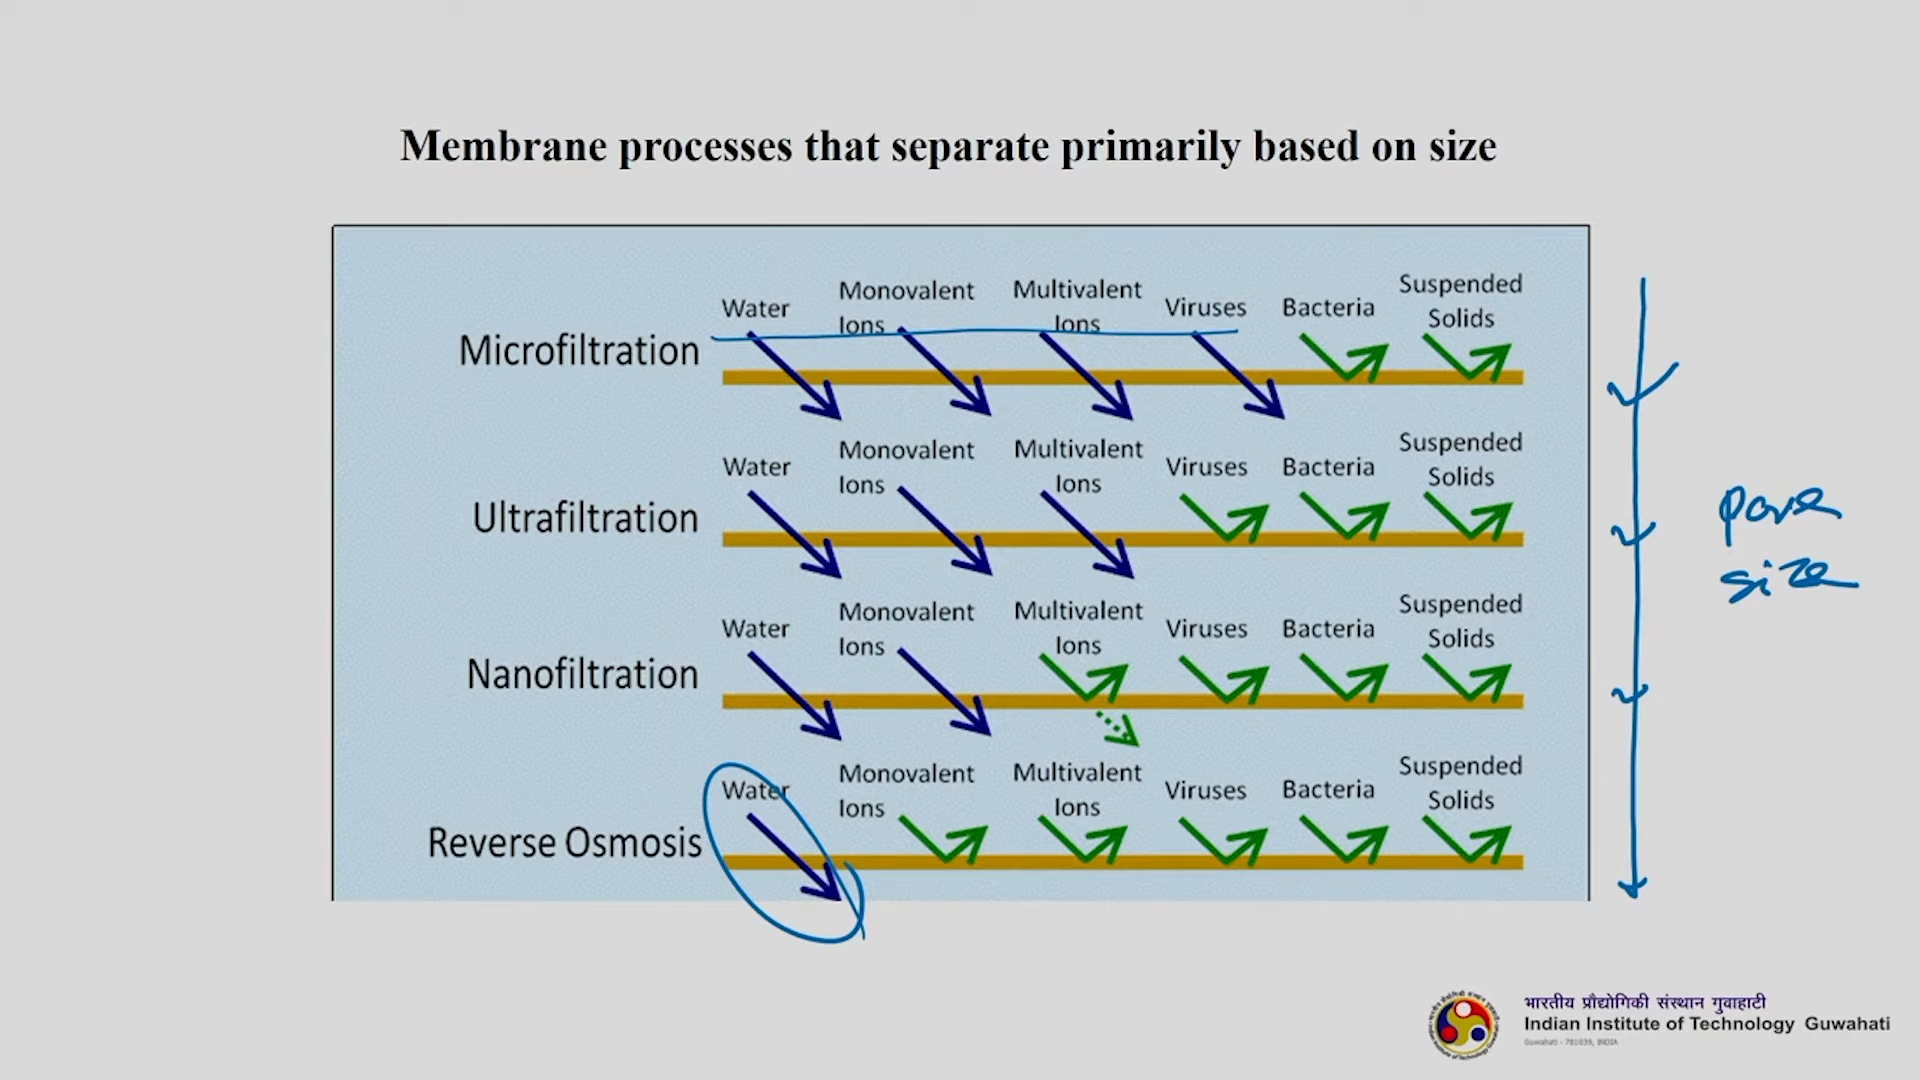 Membrane processes that separate primarily based on size
Microfiltration
Water
Monovalent
Ions
Multivalent
Ions
Viruses
Bacteria
Suspended
Solids
Ultrafiltration
Water
Monovalent
Ions
Multivalent
Ions
Viruses
Bacteria
Suspended
Solids
Nanofiltration
Water
Monovalent
Ions
Multivalent
Ions
Viruses
Bacteria
Suspended
Solids
Reverse Osmosis
Water
Monovalent
Ions
Multivalent
Ions
Viruses
Bacteria
Suspended
Solids
pore
size
भारतीय प्रौद्योगिकी संस्थान गुवाहाटी
Indian Institute of Technology Guwahati
Guwahati - 781039, INDIA